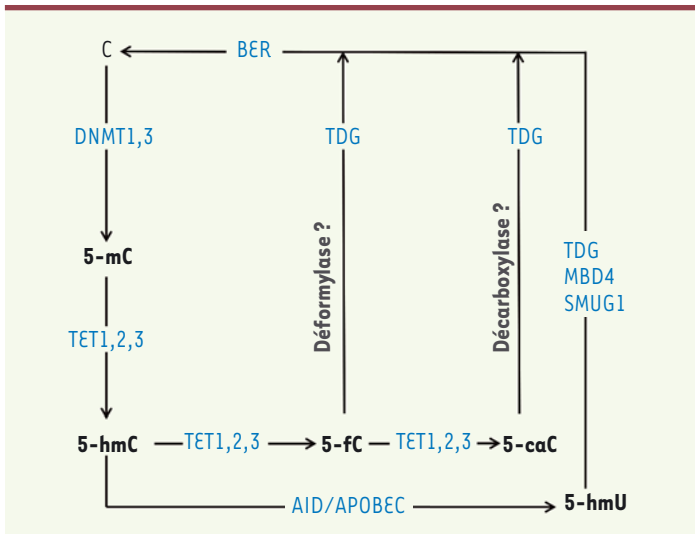 C
BER
DNMT1,3
TDG
TDG
5-mC
Déformylase ?
Décarboxylase ?
TDG
MBD4
SMUG1
TET1,2,3
5-hmC
TET1,2,3
5-fC
TET1,2,3
5-caC
AID/APOBEC
5-hmU